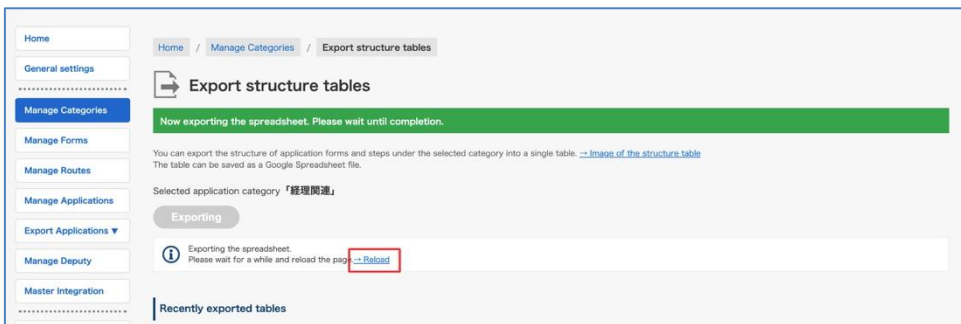 Home
General settings
Manage Categories
Manage Forms
Manage Routes
Manage Applications
Export Applications ▼
Manage Deputy
Master Integration
Home / Manage Categories / Export structure tables
Export structure tables
Now exporting the spreadsheet. Please wait until completion.
You can export the structure of application forms and steps under the selected category into a single table. → Image of the structure table
The table can be saved as a Google Spreadsheet file.
Selected application category「経理関連」
Exporting
Exporting the spreadsheet.
Please wait for a while and reload the page. → Reload
Recently exported tables